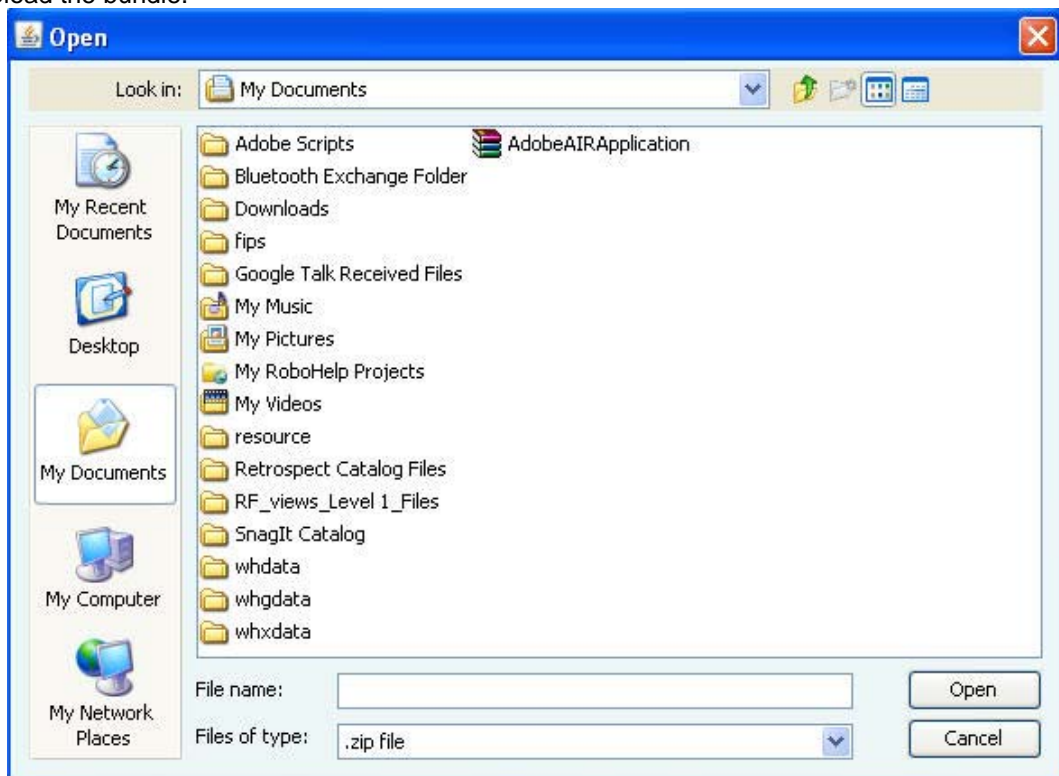 load the bundle.
Open
Look in: My Documents
My Recent
Documents
Desktop
My Documents
My Computer
My Network
Places
Adobe Scripts
Bluetooth Exchange Folder
Downloads
fips
Google Talk Received Files
My Music
My Pictures
My RoboHelp Projects
My Videos
resource
Retrospect Catalog Files
RF_views_Level 1_Files
SnagIt Catalog
whdata
whgdata
whxdata
AdobeAIRApplication
File name:
Open
Files of type: .zip file
Cancel